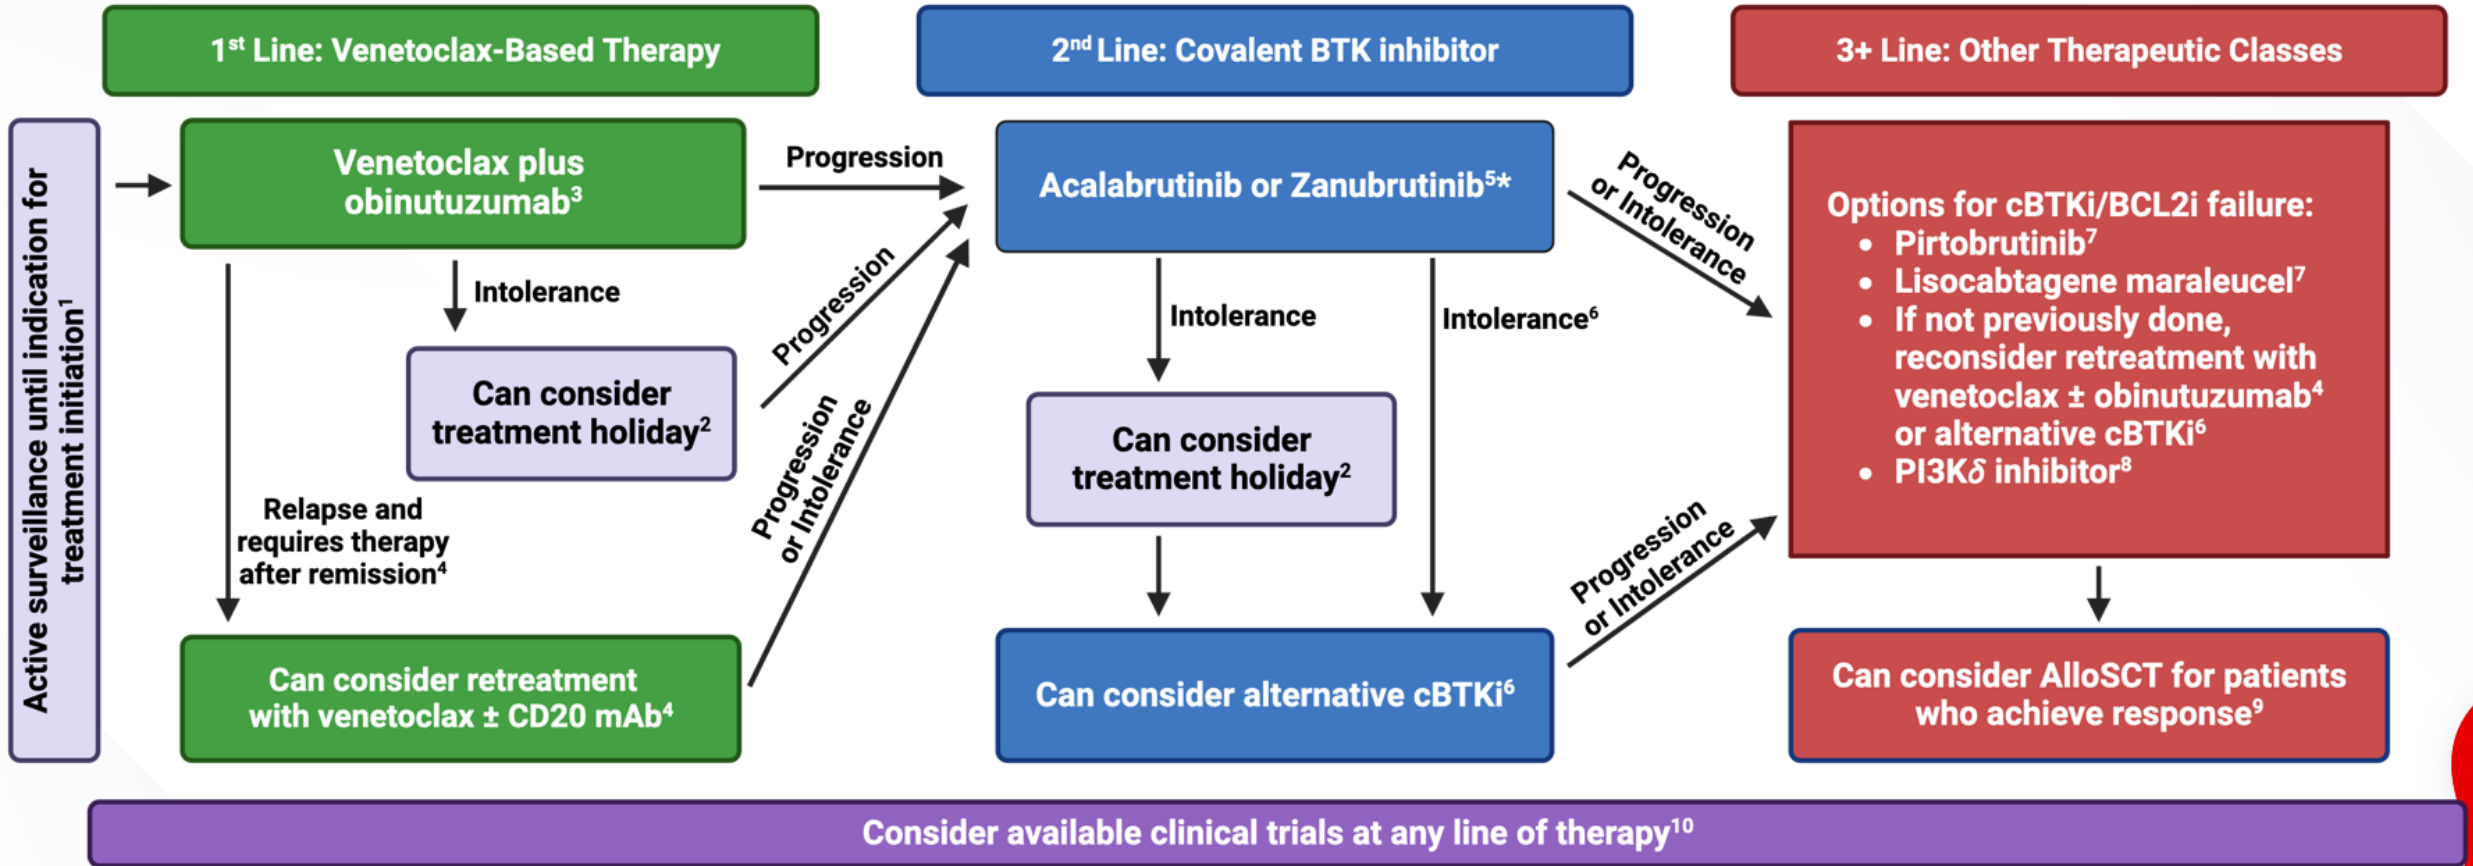 1st Line: Venetoclax-Based Therapy
2nd Line: Covalent BTK inhibitor
3+ Line: Other Therapeutic Classes
Active surveillance until indication for
treatment initiation1
Venetoclax plus
obinutuzumab3
Progression
Intolerance
Can consider
treatment holiday2
Progression
Relapse and
requires therapy
after remission4
Progression
or Intolerance
Can consider retreatment
with venetoclax ± CD20 mAb4
Acalabrutinib or Zanubrutinib5*
Progression
or Intolerance
Intolerance
Intolerance6
Can consider
treatment holiday2
Can consider alternative cBTKi6
Progression
or Intolerance
Options for cBTKi/BCL2i failure:
• Pirtobrutinib7
• Lisocabtagene maraleucel7
• If not previously done,
reconsider retreatment with
venetoclax ± obinutuzumab4
or alternative cBTKi6
• PI3Kδ inhibitor8
Can consider AlloSCT for patients
who achieve response9
Consider available clinical trials at any line of therapy10